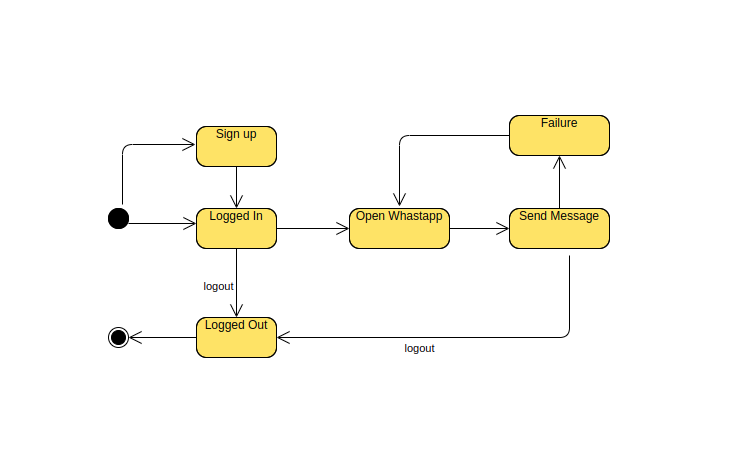 Failure
Sign up
Logged In
Open Whastapp
Send Message
logout
Logged Out
logout